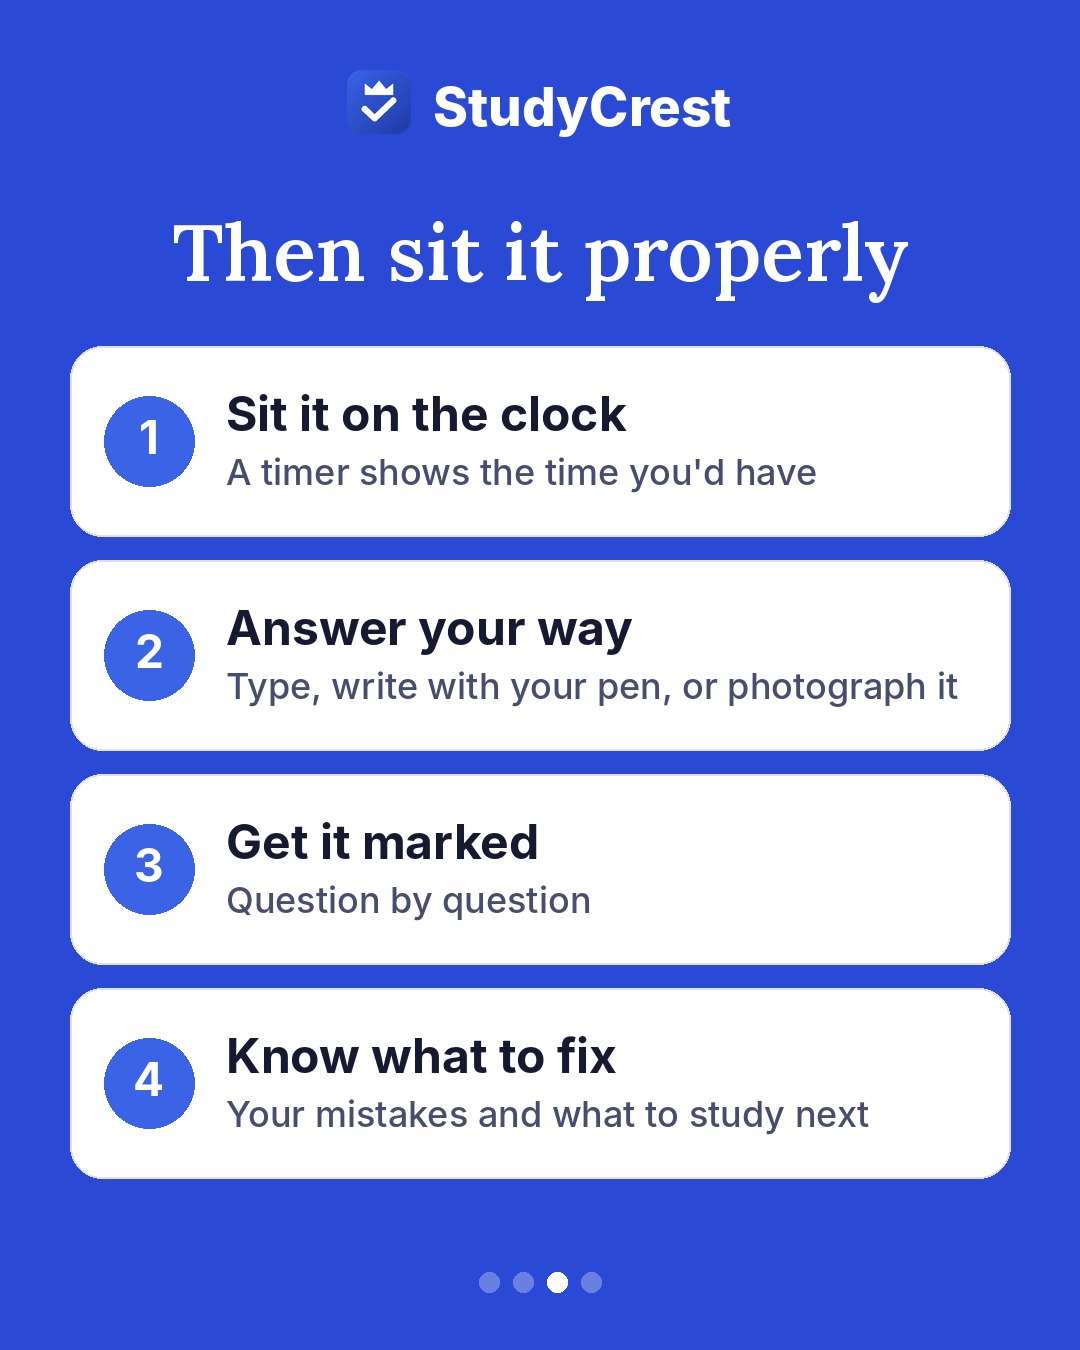 StudyCrest
Then sit it properly
1
Sit it on the clock
A timer shows the time you'd have
2
Answer your way
Type, write with your pen, or photograph it
3
Get it marked
Question by question
4
Know what to fix
Your mistakes and what to study next